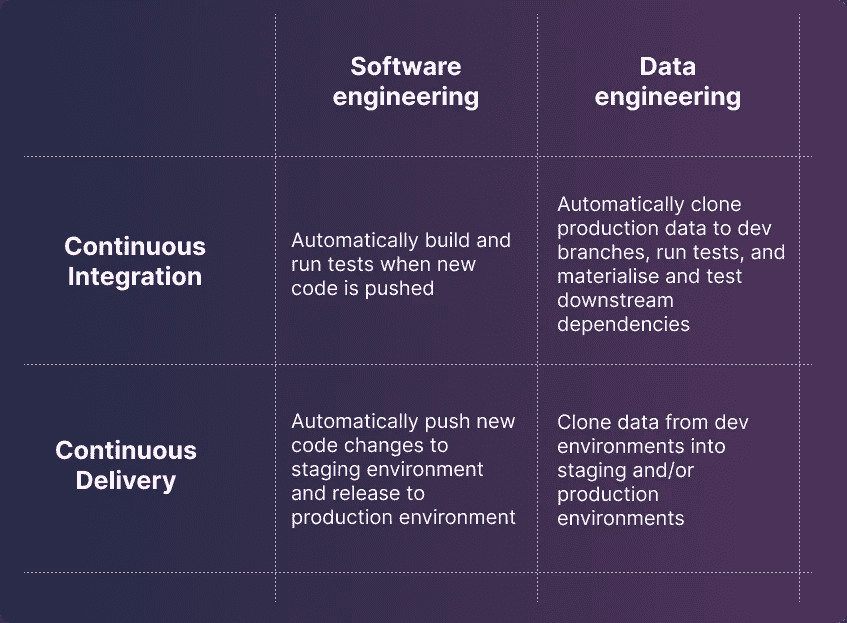 Software
engineering
Data
engineering
Continuous
Integration
Automatically build and
run tests when new
code is pushed
Automatically clone
production data to dev
branches, run tests, and
materialise and test
downstream
dependencies
Continuous
Delivery
Automatically push new
code changes to
staging environment
and release to
production environment
Clone data from dev
environments into
staging and/or
production
environments